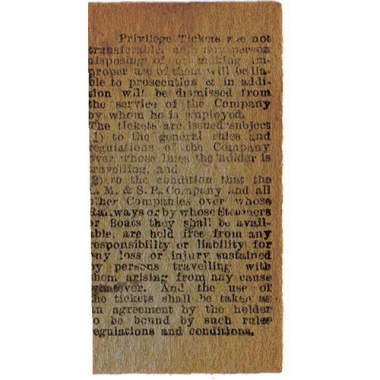 Privilege Tickets are not
transferable, and any person
disposing of or making im-
proper use of them will be lia-
ble to prosecution & in addi-
tion will be dismissed from
the service of the Company
by whom he is employed.
The tickets are issued subject
1) to the general rules and
regulations of the Company
over whose lines the holder is
travelling, and
2) to the condition that the
L. M. & S. R. Company and all
other Companies over whose
Railways or by whose Steamers
or Boats they shall be avail-
able, are held free from any
responsibility or liability for
any loss or injury sustained
by persons travelling with
them arising from any cause
whatever. And the use of
the tickets shall be taken as
an agreement by the holder
to be bound by such rules
regulations and conditions.